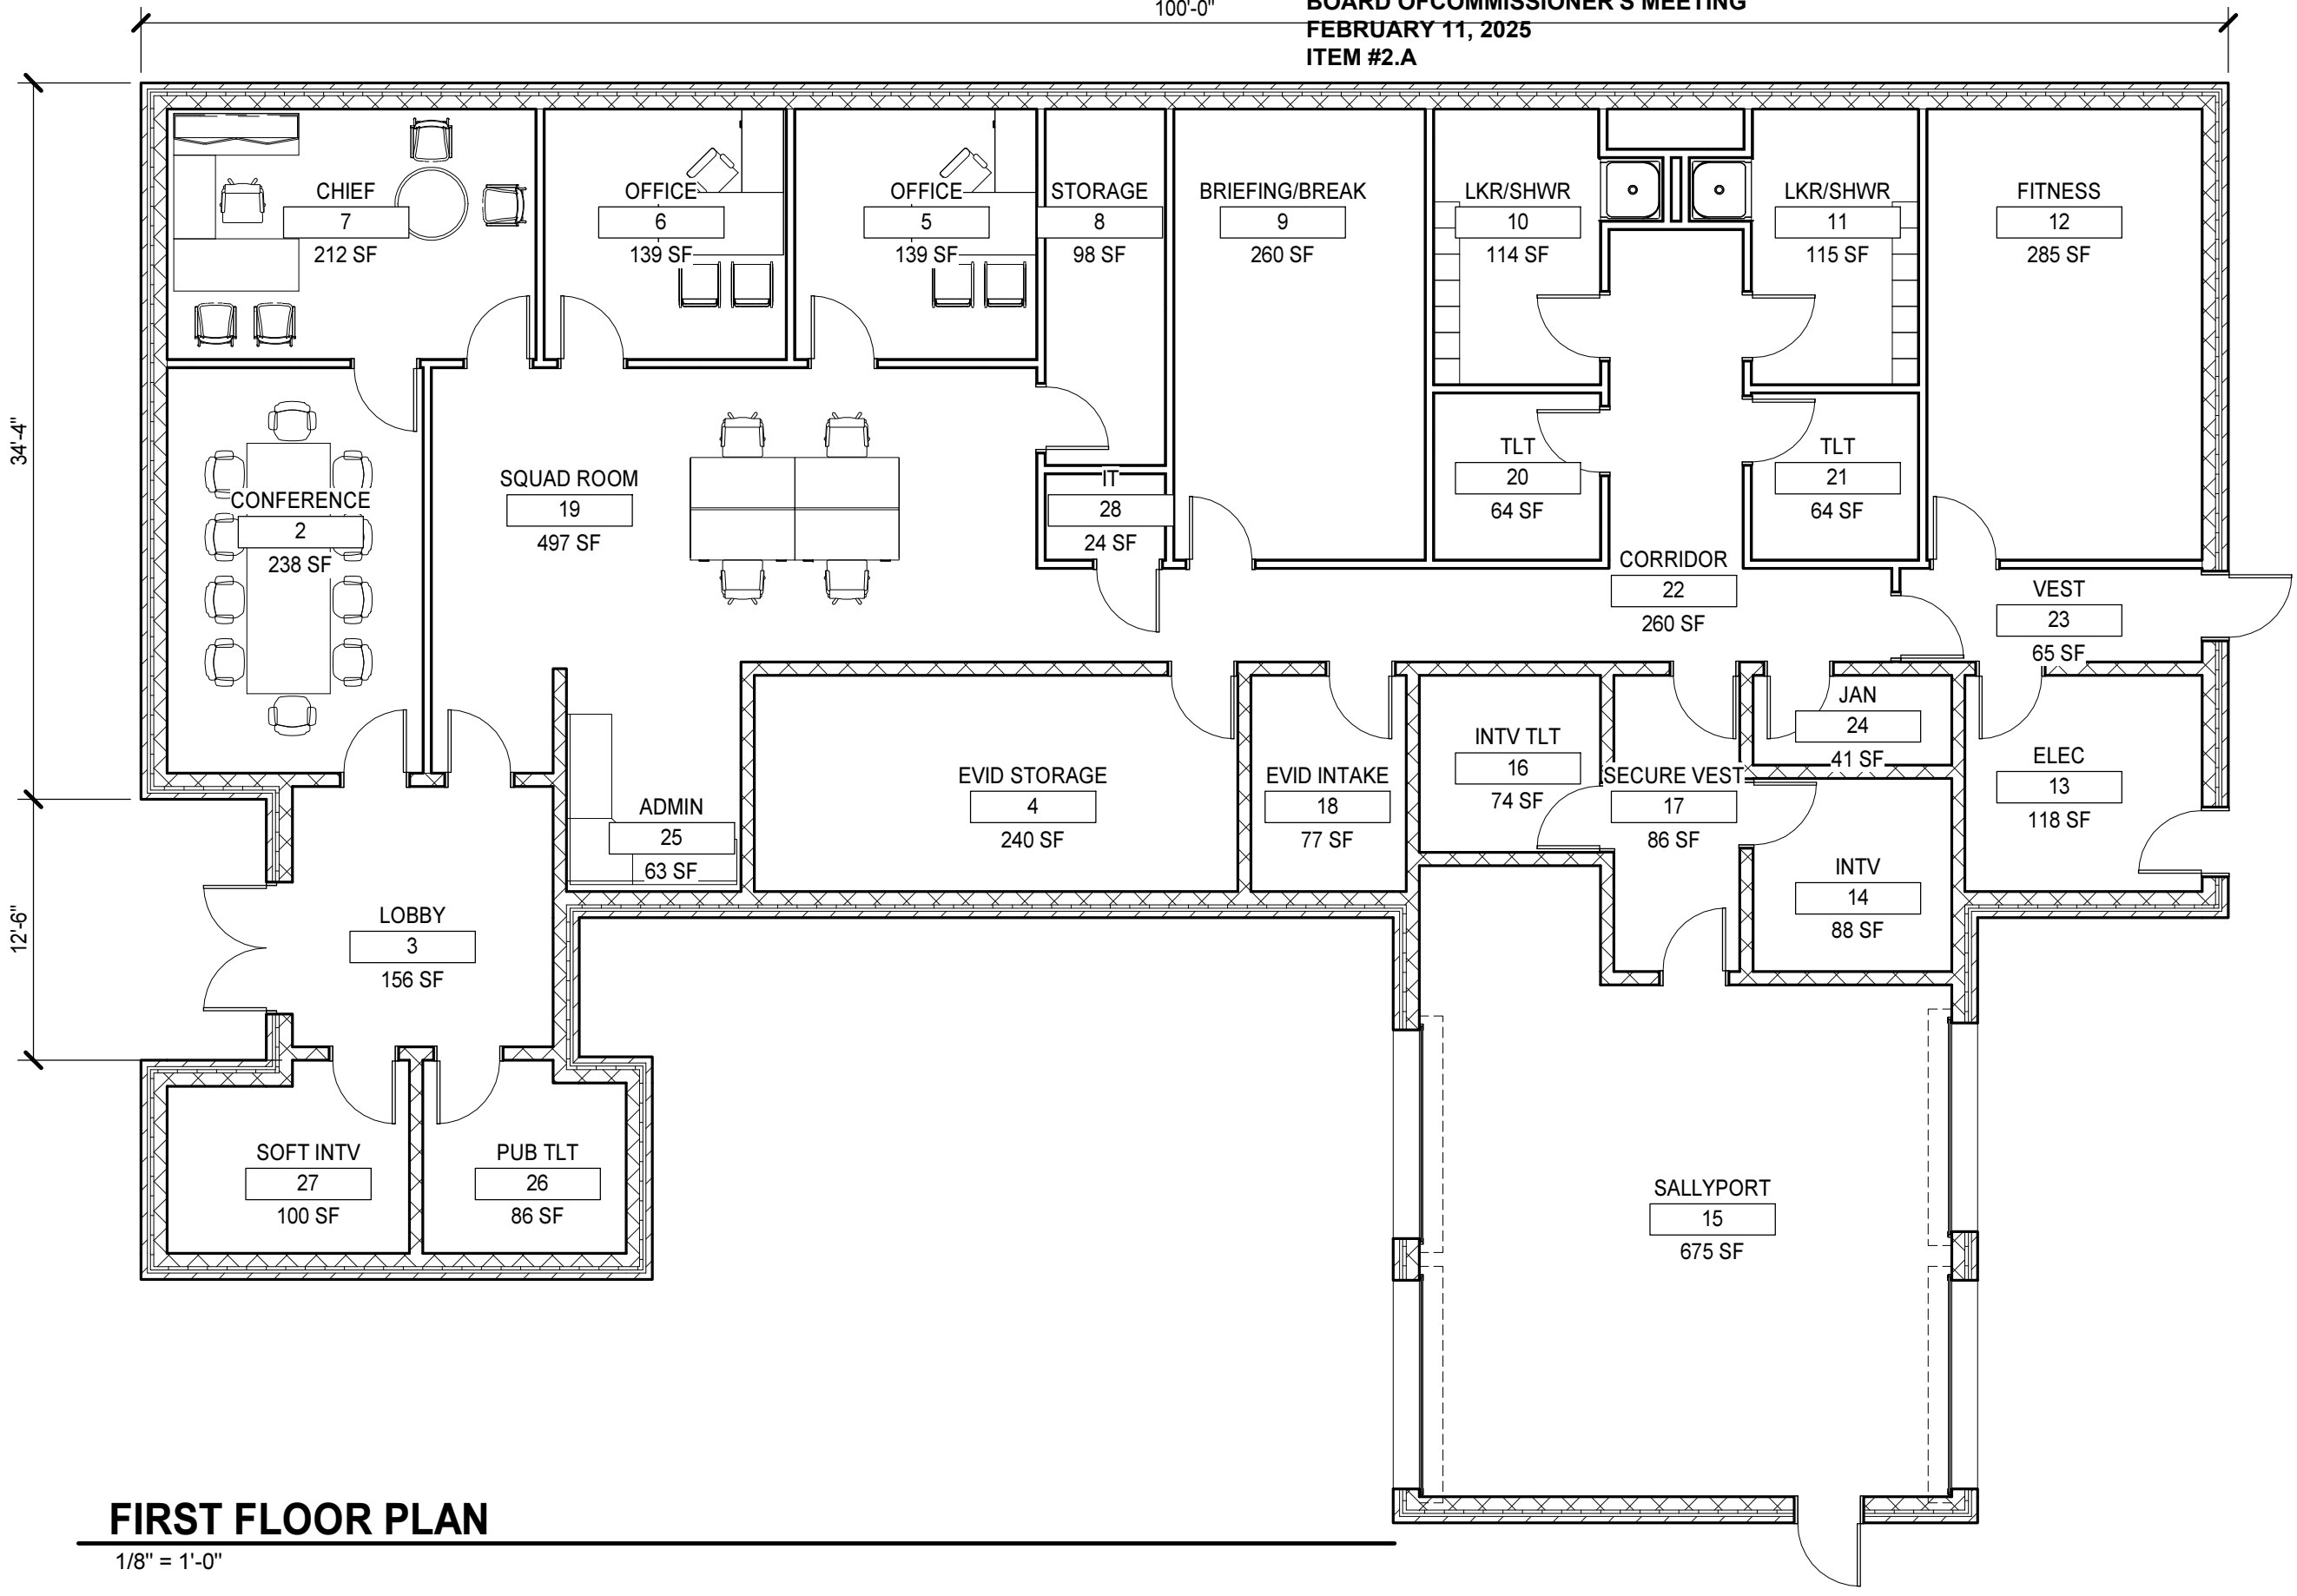 100'-0"
BOARD OFCOMMISSIONER'S MEETING
FEBRUARY 11, 2025
ITEM #2.A
34'-4"
12'-6"
CHIEF
7
212 SF
OFFICE
6
139 SF
OFFICE
5
139 SF
STORAGE
8
98 SF
BRIEFING/BREAK
9
260 SF
LKR/SHWR
10
114 SF
LKR/SHWR
11
115 SF
FITNESS
12
285 SF
CONFERENCE
2
238 SF
SQUAD ROOM
19
497 SF
IT
28
24 SF
TLT
20
64 SF
TLT
21
64 SF
CORRIDOR
22
260 SF
VEST
23
65 SF
ADMIN
25
63 SF
EVID STORAGE
4
240 SF
EVID INTAKE
18
77 SF
INTV TLT
16
74 SF
SECURE VEST
17
86 SF
JAN
24
41 SF
ELEC
13
118 SF
INTV
14
88 SF
LOBBY
3
156 SF
SOFT INTV
27
100 SF
PUB TLT
26
86 SF
SALLYPORT
15
675 SF
FIRST FLOOR PLAN
1/8" = 1'-0"